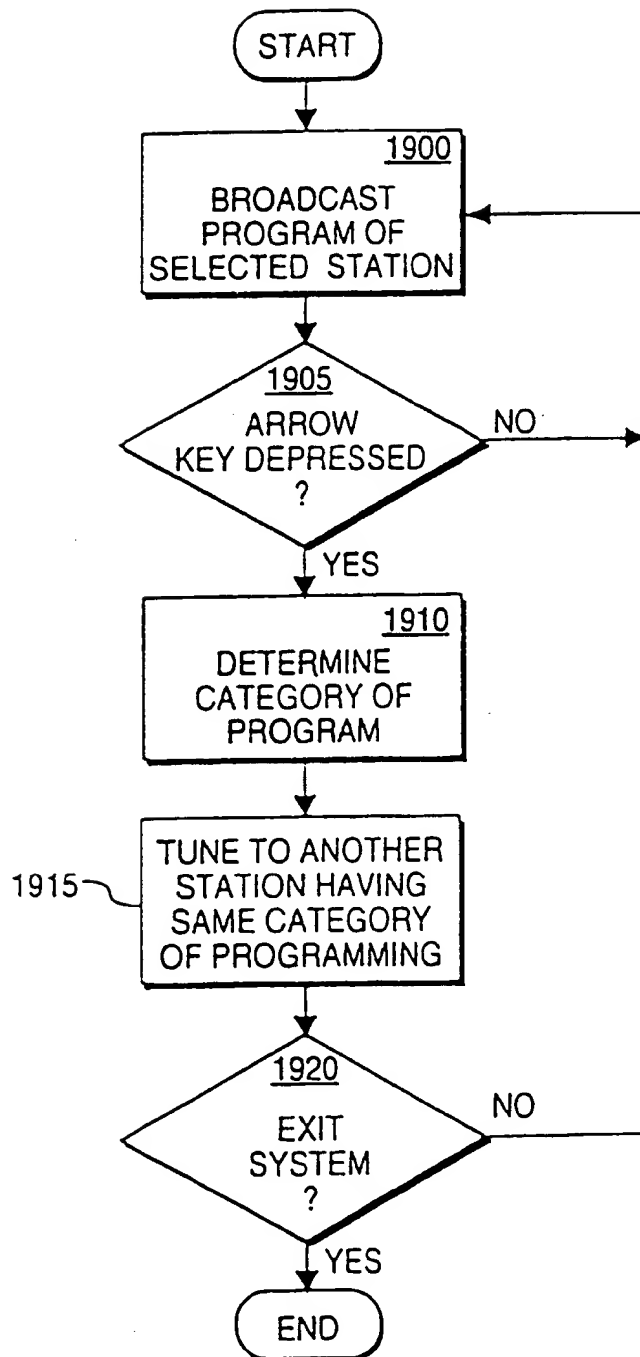 START
1900
BROADCAST
PROGRAM OF
SELECTED STATION
1905
ARROW
KEY DEPRESSED
?
NO
YES
1910
DETERMINE
CATEGORY OF
PROGRAM
1915
TUNE TO ANOTHER
STATION HAVING
SAME CATEGORY
OF PROGRAMMING
1920
EXIT
SYSTEM
?
NO
YES
END